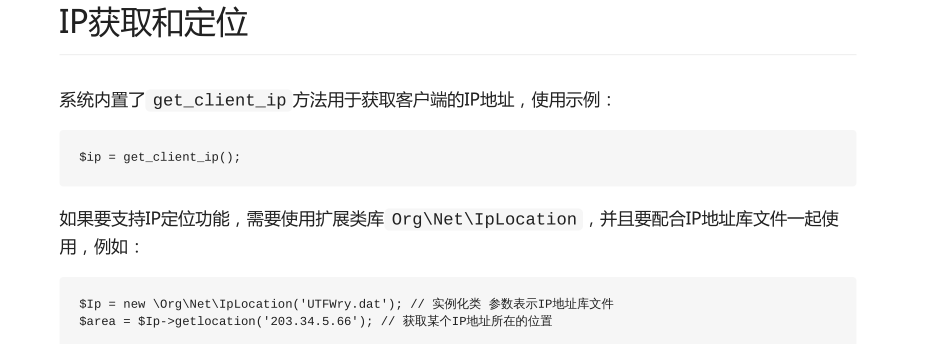 IP获取和定位
系统内置了 get_client_ip 方法用于获取客户端的IP地址，使用示例：
$ip = get_client_ip();
如果要支持IP定位功能，需要使用扩展类库 Org\Net\IpLocation ，并且要配合IP地址库文件一起使
用，例如：
$Ip = new \Org\Net\IpLocation('UTFWry.dat'); // 实例化类 参数表示IP地址库文件
$area = $Ip->getlocation('203.34.5.66'); // 获取某个IP地址所在的位置